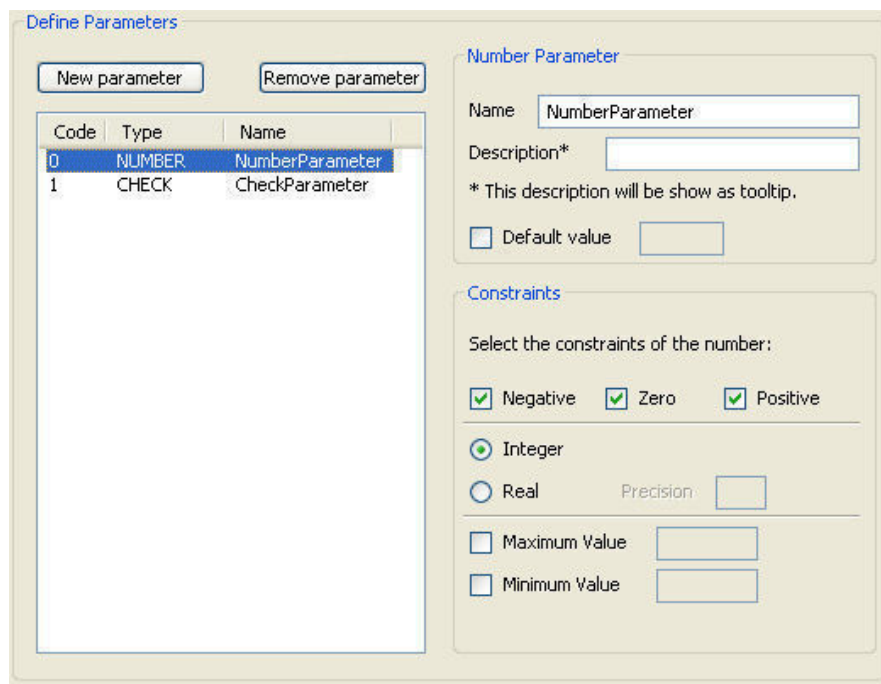 Define Parameters
New parameter
Remove parameter
Code Type Name
0 NUMBER NumberParameter
1 CHECK CheckParameter
Number Parameter
Name NumberParameter
Description*
* This description will be show as tooltip.
Default value
Constraints
Select the constraints of the number:
Negative Zero Positive
Integer
Real Precision
Maximum Value
Minimum Value